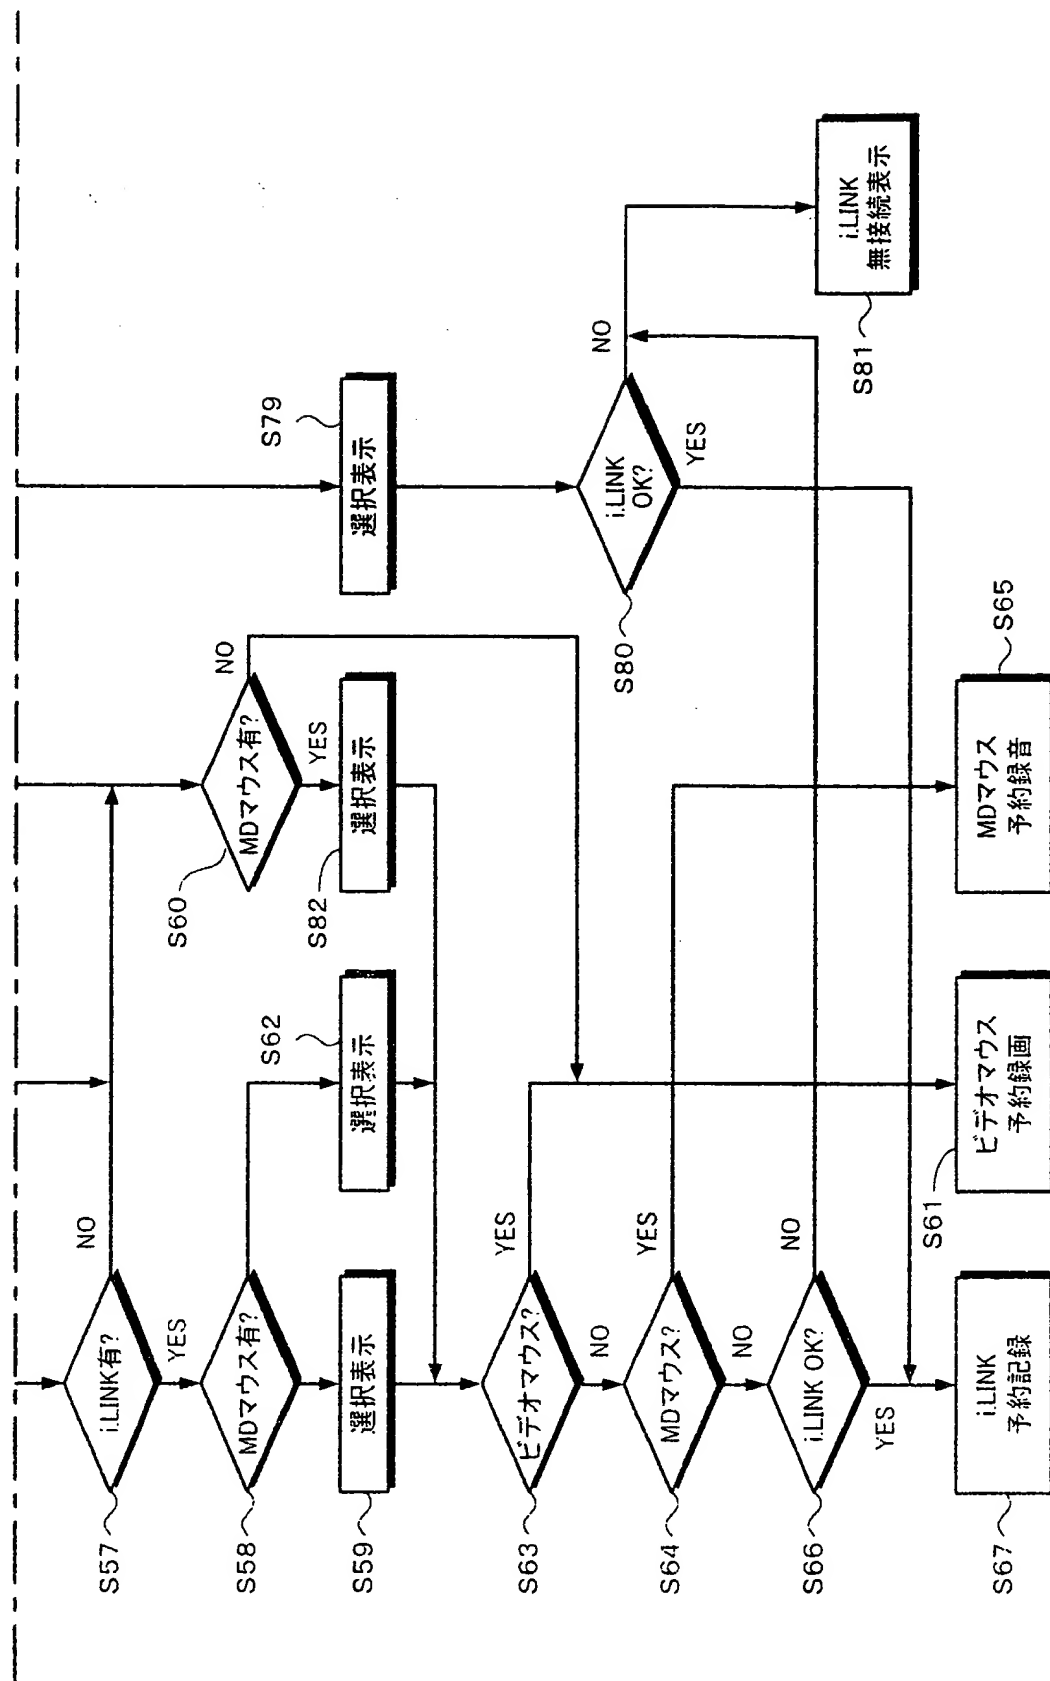 S57
i.LINK有?
NO
YES
S58
MDマウス有?
S60
MDマウス有?
NO
YES
S59
選択表示
S62
選択表示
S82
選択表示
S79
選択表示
S63
ビデオマウス?
YES
NO
S80
i.LINK
OK?
NO
YES
S64
MDマウス?
YES
NO
S66
i.LINK OK?
NO
YES
S81
i.LINK
無接続表示
S67
i.LINK
予約記録
S61
ビデオマウス
予約録画
S65
MDマウス
予約録音